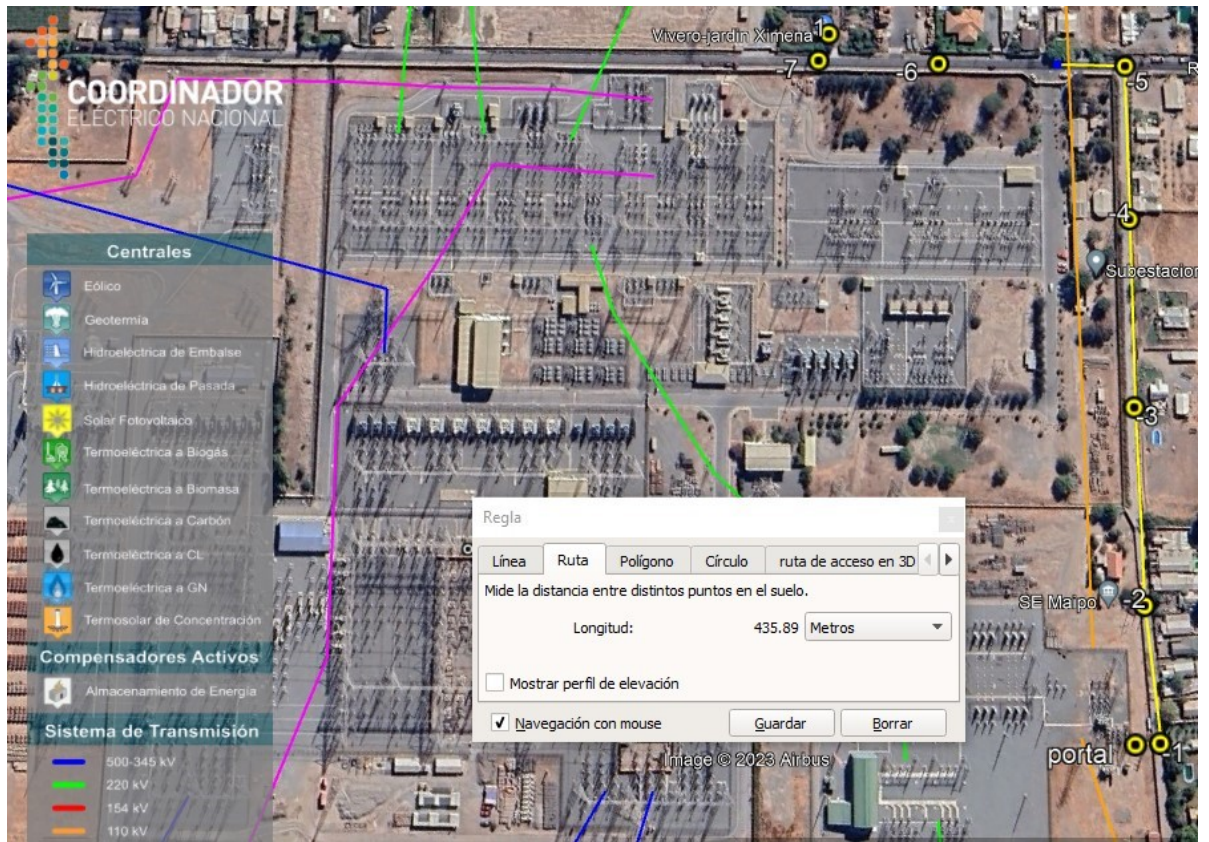 Vivero-jardin Ximena
1
-7
-6
-5
COORDINADOR
ELÉCTRICO NACIONAL
-4
Centrales
Subestacion
Eólico
Geotermia
Hidroeléctrica de Embalse
Hidroeléctrica de Pasada
Solar Fotovoltaico
-3
Termoeléctrica a Biogás
Termoeléctrica a Biomasa
Termoeléctrica a Carbón
Termoeléctrica a CL
Termoeléctrica a GN
Termosolar de Concentración
Compensadores Activos
Almacenamiento de Energía
Sistema de Transmisión
500-345 kV
220 kV
154 kV
110 kV
Regla
Línea Ruta Polígono Círculo ruta de acceso en 3D
Mide la distancia entre distintos puntos en el suelo.
Longitud: 435.89 Metros
Mostrar perfil de elevación
Navegación con mouse Guardar Borrar
SE Maipo -2
portal -1
Image © 2023 Airbus